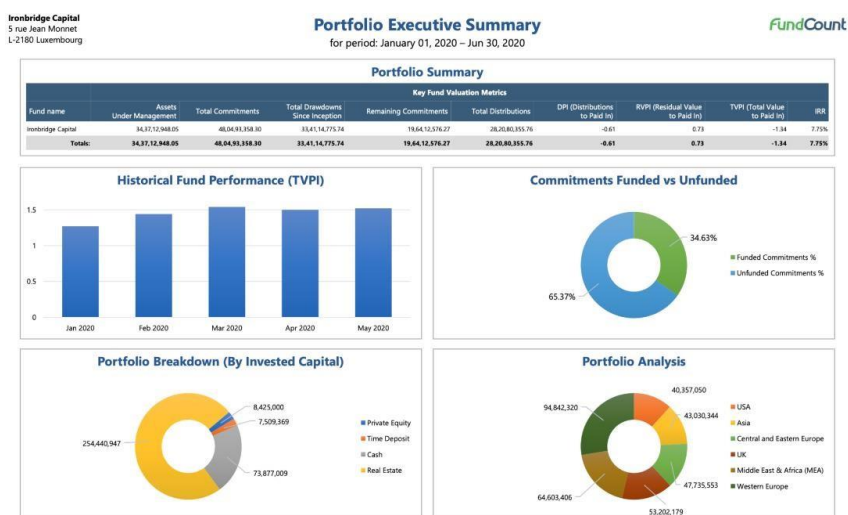 Ironbridge Capital
5 rue Jean Monnet
L-2180 Luxembourg
Portfolio Executive Summary
for period: January 01, 2020 – Jun 30, 2020
FundCount
Portfolio Summary
Key Fund Valuation Metrics
Fund name
Assets
Under Management
Total Commitments
Total Drawdowns
Since Inception
Remaining Commitments
Total Distributions
DPI (Distributions
to Paid In)
RVPI (Residual Value
to Paid In)
TVPI (Total Value
to Paid In)
IRR
Ironbridge Capital 34,37,12,948.05 48,04,93,358.30 33,41,14,775.74 19,64,12,576.27 28,20,80,355.76 -0.61 0.73 -1.34 7.75%
Totals: 34,37,12,948.05 48,04,93,358.30 33,41,14,775.74 19,64,12,576.27 28,20,80,355.76 -0.61 0.73 -1.34 7.75%
Historical Fund Performance (TVPI)
1.5
1
0.5
0
Jan 2020 Feb 2020 Mar 2020 Apr 2020 May 2020
Commitments Funded vs Unfunded
34.63%
65.37%
Funded Commitments %
Unfunded Commitments %
Portfolio Breakdown (By Invested Capital)
8,425,000
7,509,369
254,440,947
73,877,009
Private Equity
Time Deposit
Cash
Real Estate
Portfolio Analysis
40,357,050
94,842,320
43,030,344
47,735,553
64,603,406
53,202,179
USA
Asia
Central and Eastern Europe
UK
Middle East & Africa (MEA)
Western Europe